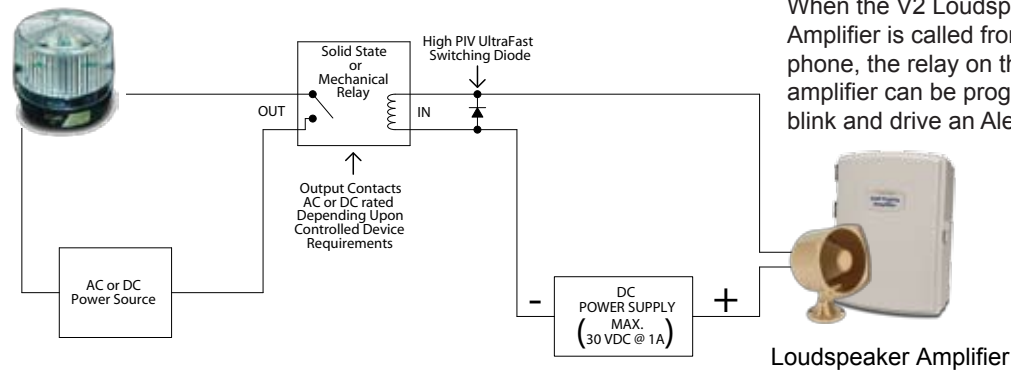 When the V2 Loudsp
Amplifier is called from
phone, the relay on th
amplifier can be prog
blink and drive an Ale
High PIV UltraFast
Switching Diode
Solid State
or
Mechanical
Relay
OUT
IN
Output Contacts
AC or DC rated
Depending Upon
Controlled Device
Requirements
AC or DC
Power Source
-
DC
POWER SUPPLY
MAX.
(30 VDC @ 1A)
+
Loudspeaker Amplifier